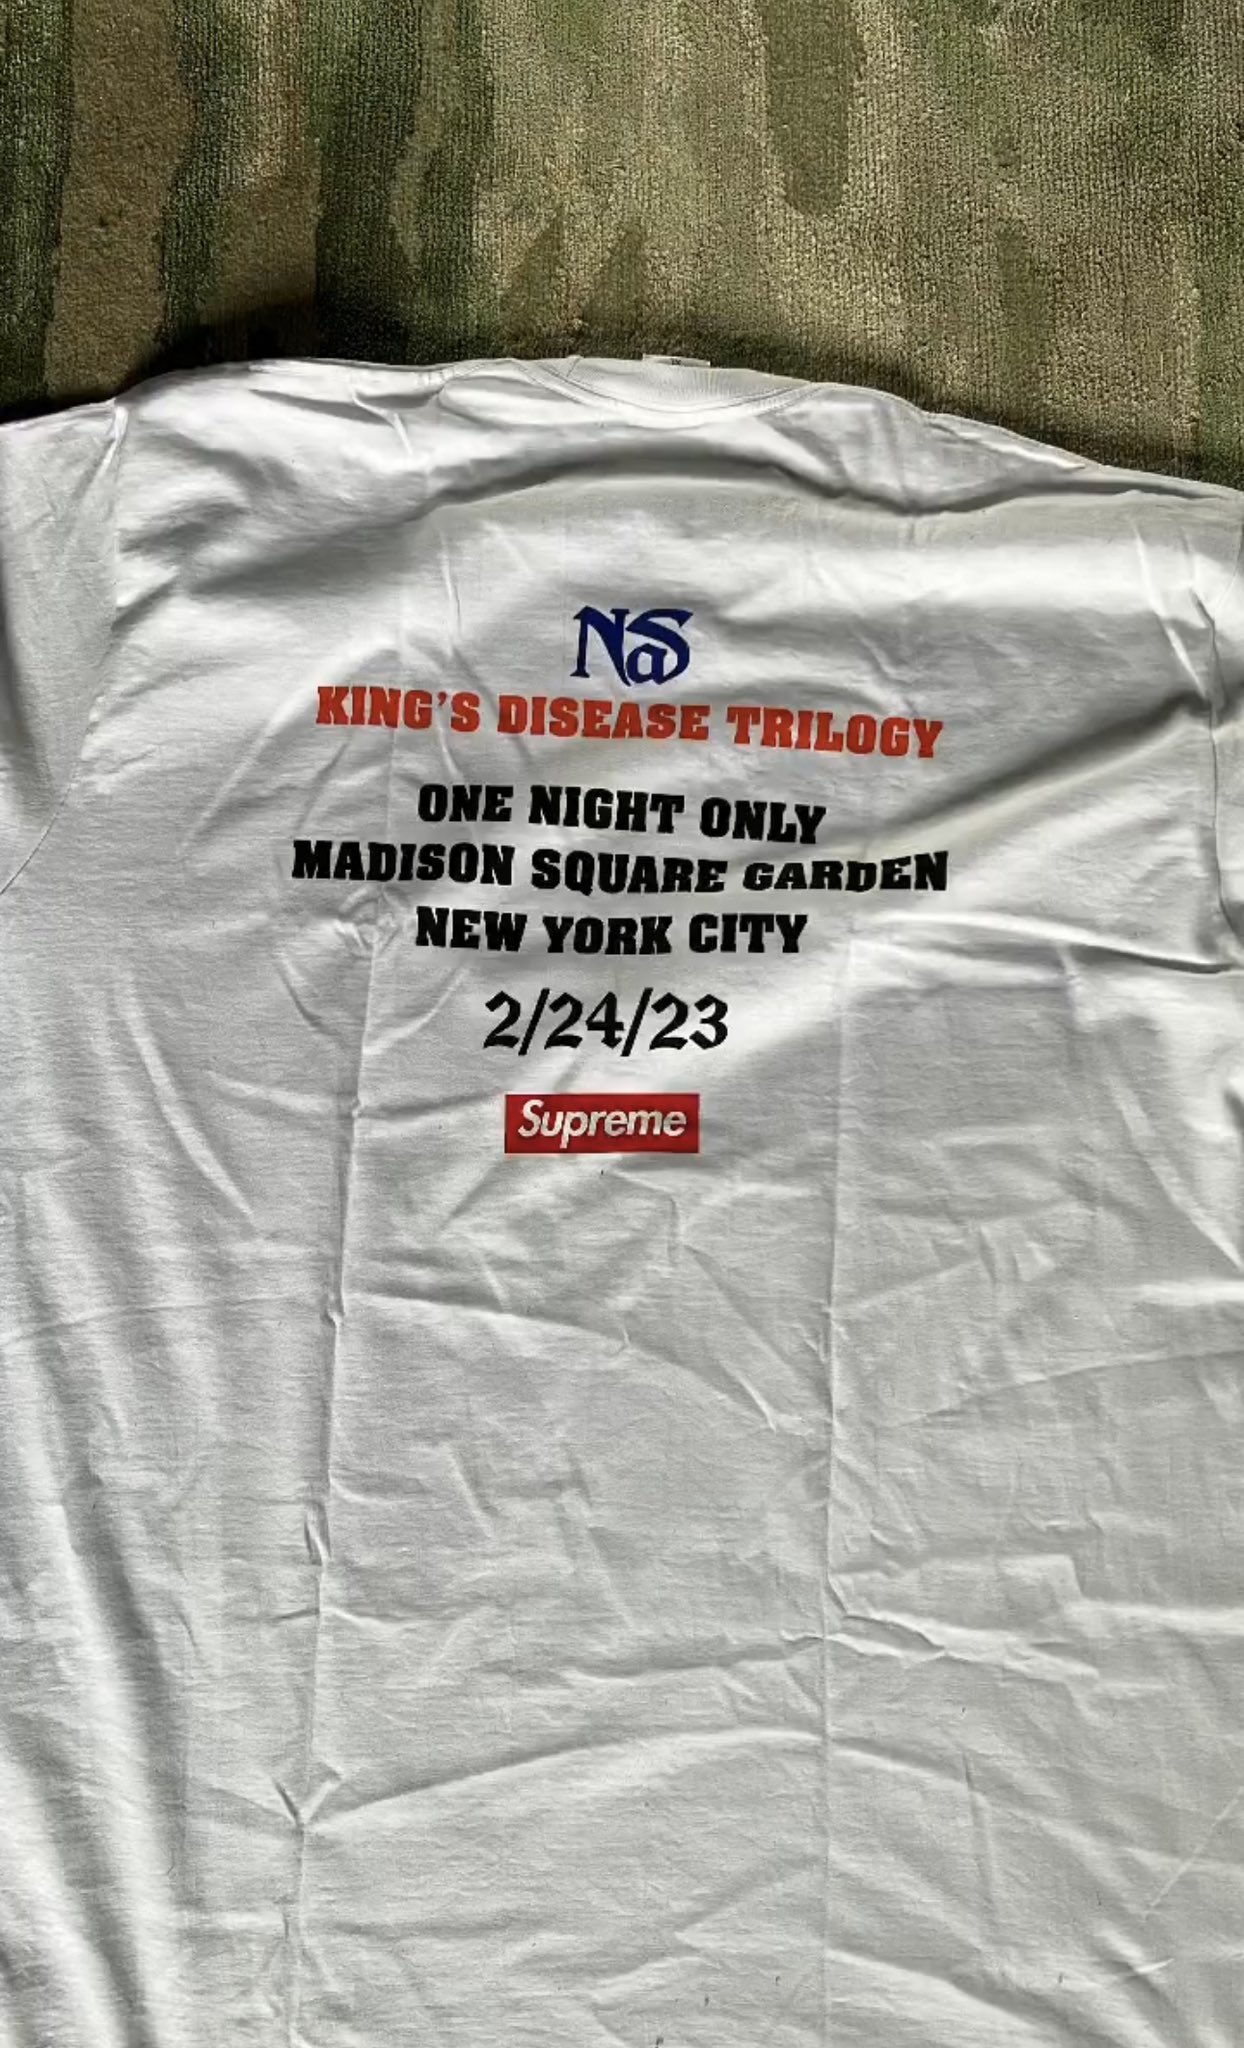 NaS
KING'S DISEASE TRILOGY
ONE NIGHT ONLY
MADISON SQUARE GARDEN
NEW YORK CITY
2/24/23
Supreme